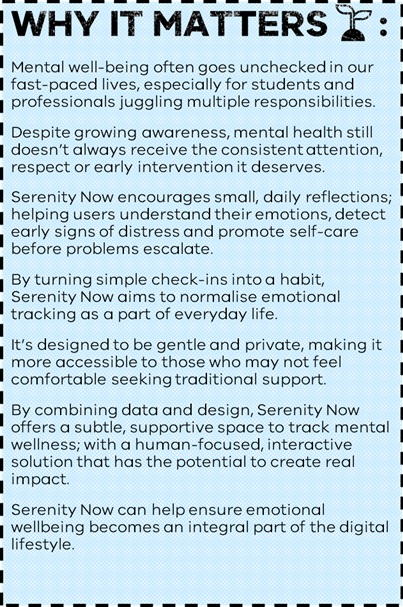 WHY IT MATTERS :
Mental well-being often goes unchecked in our
fast-paced lives, especially for students and
professionals juggling multiple responsibilities.
Despite growing awareness, mental health still
doesn't always receive the consistent attention,
respect or early intervention it deserves.
Serenity Now encourages small, daily reflections;
helping users understand their emotions, detect
early signs of distress and promote self-care
before problems escalate.
By turning simple check-ins into a habit,
Serenity Now aims to normalise emotional
tracking as a part of everyday life.
It's designed to be gentle and private, making it
more accessible to those who may not feel
comfortable seeking traditional support.
By combining data and design, Serenity Now
offers a subtle, supportive space to track mental
wellness; with a human-focused, interactive
solution that has the potential to create real
impact.
Serenity Now can help ensure emotional
wellbeing becomes an integral part of the digital
lifestyle.